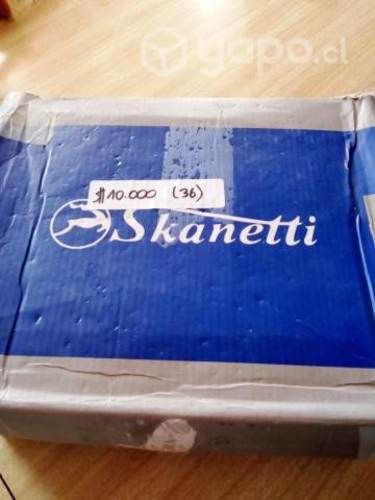 yapo.cl
$10.000 (36)
Skanetti